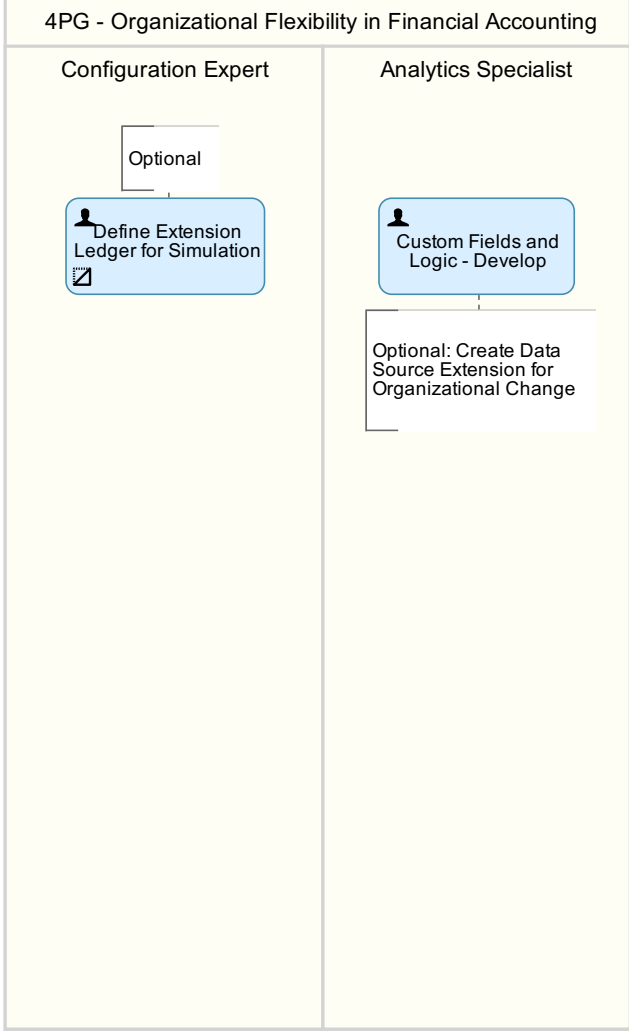 4PG - Organizational Flexibility in Financial Accounting
Configuration Expert
Analytics Specialist
Optional
Define Extension
Ledger for Simulation
Custom Fields and
Logic - Develop
Optional: Create Data
Source Extension for
Organizational Change